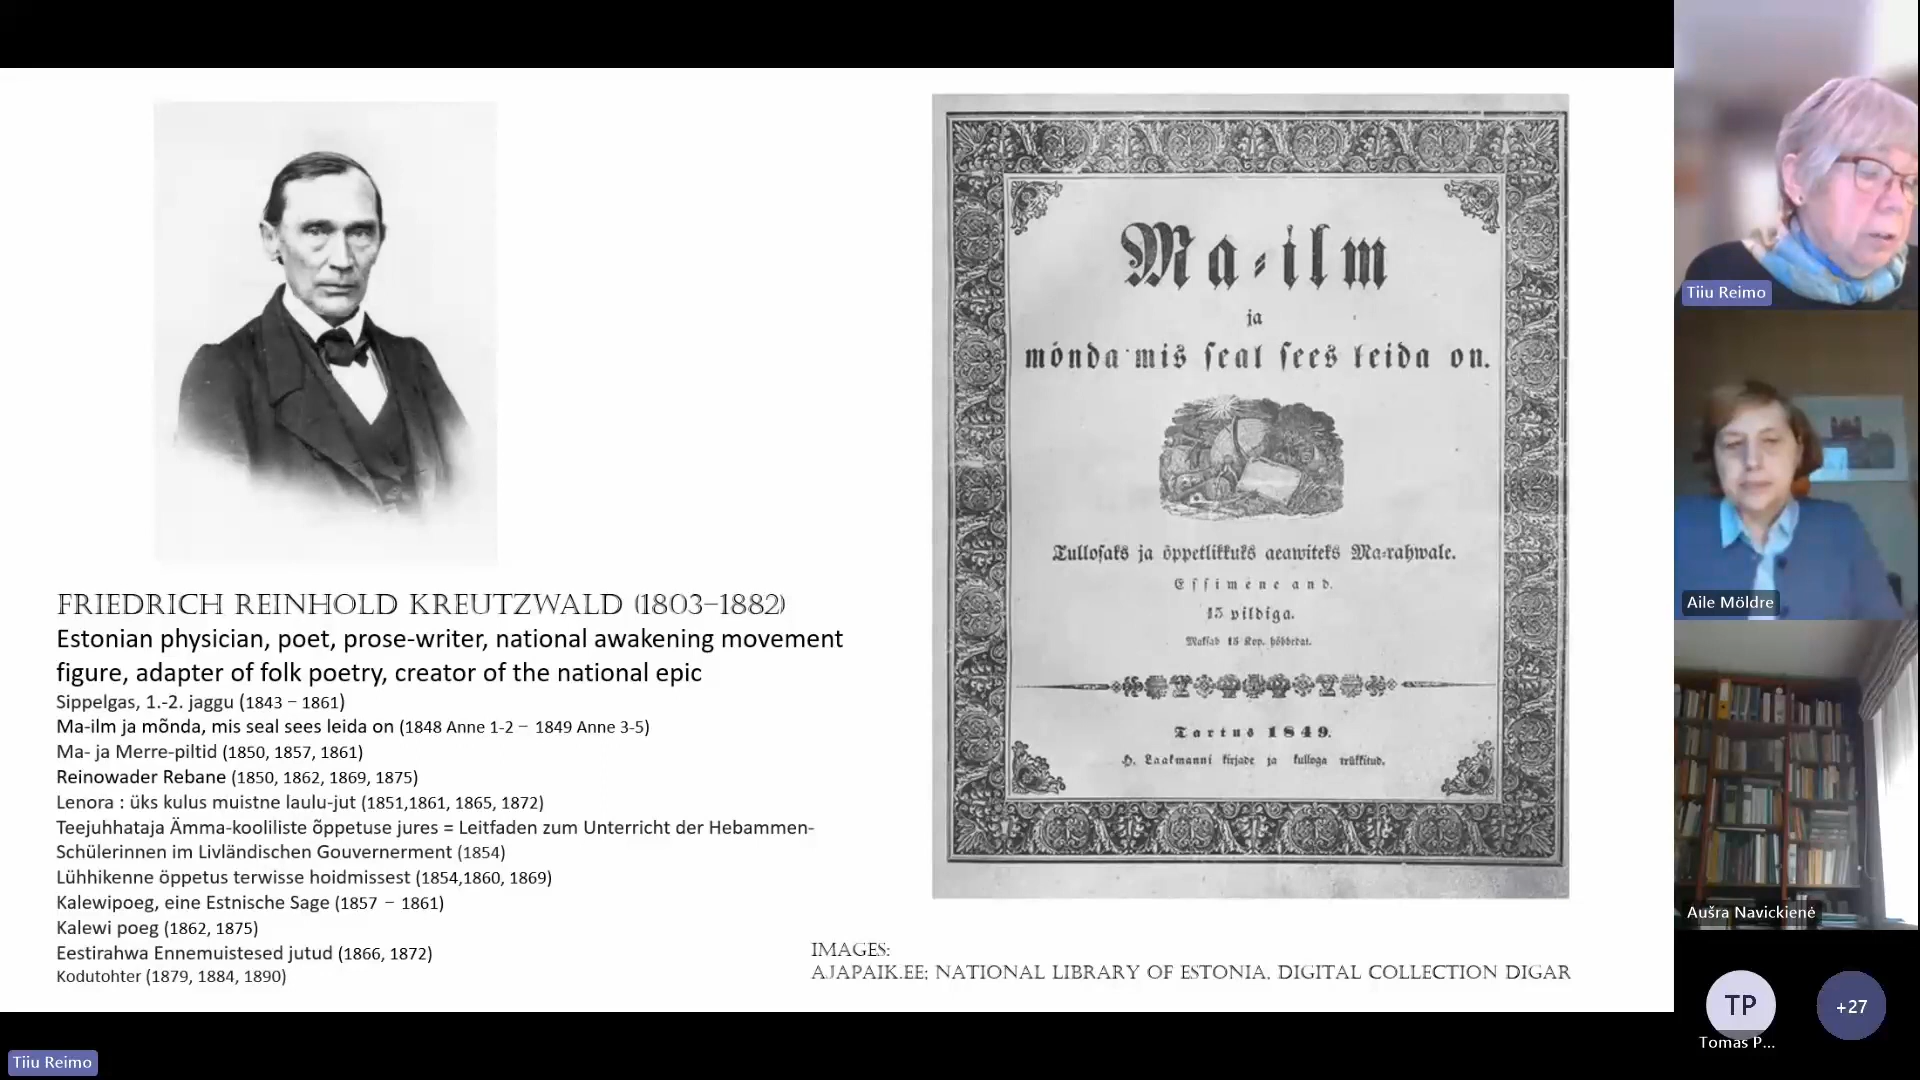 FRIEDRICH REINHOLD KREUTZWALD (1803–1882)
Estonian physician, poet, prose-writer, national awakening movement
figure, adapter of folk poetry, creator of the national epic
Sippelgas, 1.-2. jaggu (1843 – 1861)
Ma-ilm ja mõnda, mis seal sees leida on (1848 Anne 1-2 – 1849 Anne 3-5)
Ma- ja Merre-piltid (1850, 1857, 1861)
Reinowader Rebane (1850, 1862, 1869, 1875)
Lenora : üks kulus muistne laulu-jut (1851,1861, 1865, 1872)
Teejuhhataja Ämma-kooliliste õppetuse jures = Leitfaden zum Unterricht der Hebammen-
Schülerinnen im Livländischen Gouvernerment (1854)
Lühhikenne öppetus terwisse hoidmissest (1854,1860, 1869)
Kalewipoeg, eine Estnische Sage (1857 – 1861)
Kalewi poeg (1862, 1875)
Eestirahwa Ennemuistesed jutud (1866, 1872)
Kodutohter (1879, 1884, 1890)
Ma-ilm
ja
mónda mis seal sees leida on.
Tullosaks ja öppetlikkuks aeawiteks Ma-rahwale.
Essimene and.
15 pildiga.
Maksab 15 Kop. höbbedat.
Tartus 1849.
H. Laakmanni kirjade ja kulloga trükkitud.
IMAGES:
AJAPAIK.EE; NATIONAL LIBRARY OF ESTONIA. DIGITAL COLLECTION DIGAR
Tiiu Reimo
Aile Möldre
Aušra Navickienė
TP
+27
Tomas P...
Tiiu Reimo